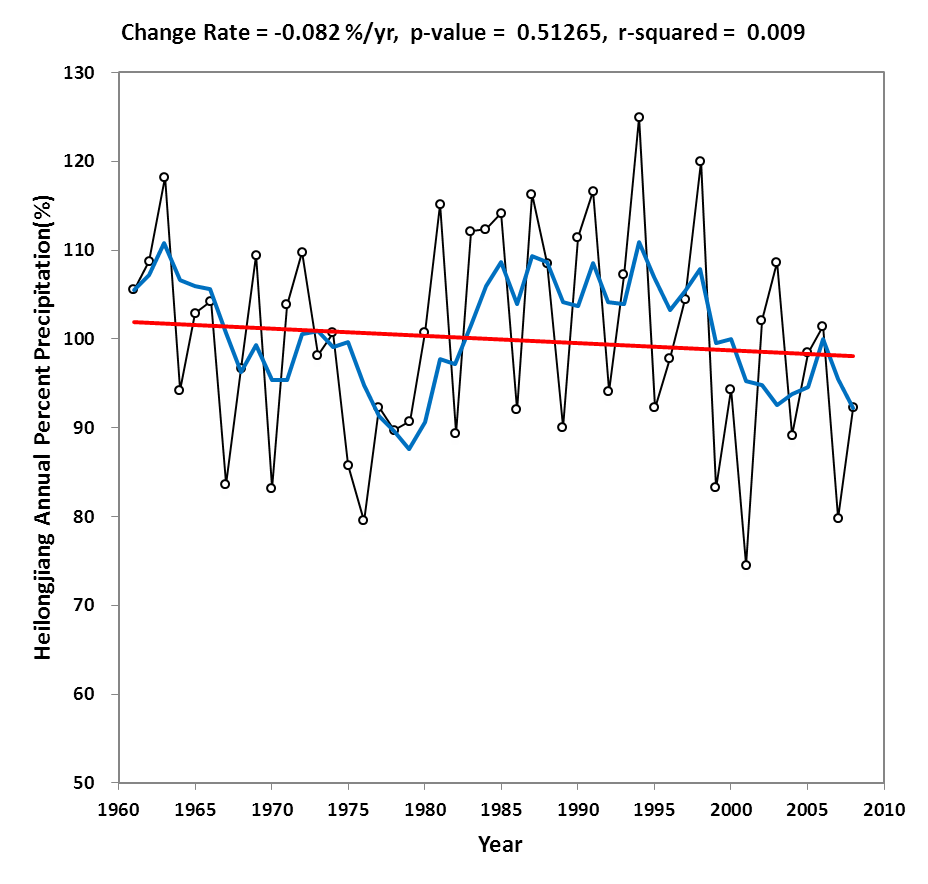 Change Rate = -0.082 %/yr, p-value = 0.51265, r-squared = 0.009
Heilongjiang Annual Percent Precipitation(%)
130
120
110
100
90
80
70
60
50
1960 1965 1970 1975 1980 1985 1990 1995 2000 2005 2010
Year